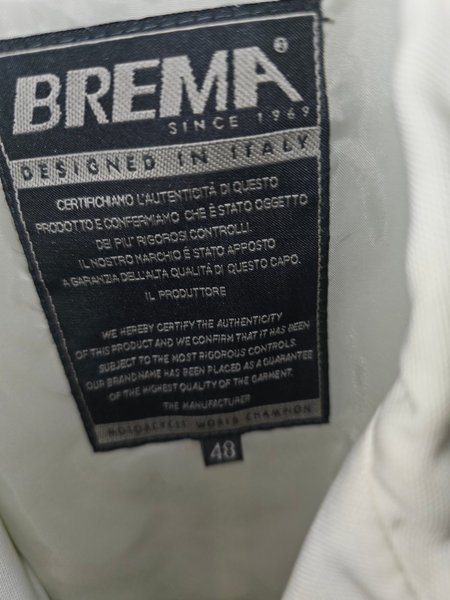 BREMA®
SINCE 1969
DESIGNED IN ITALY
CERTIFICHIAMO L'AUTENTICITÀ DI QUESTO
PRODOTTO E CONFERMIAMO CHE È STATO OGGETTO
DEI PIU' RIGOROSI CONTROLLI.
IL NOSTRO MARCHIO È STATO APPOSTO
A GARANZIA DELL'ALTA QUALITÀ DI QUESTO CAPO.
IL PRODUTTORE
WE HEREBY CERTIFY THE AUTHENTICITY
OF THIS PRODUCT AND WE CONFIRM THAT IT HAS BEEN
SUBJECT TO THE MOST RIGOROUS CONTROLS.
OUR BRAND NAME HAS BEEN PLACED AS A GUARANTEE
OF THE HIGHEST QUALITY OF THE GARMENT.
THE MANUFACTURER
MOTORCYCLE WORLD CHAMPION
48